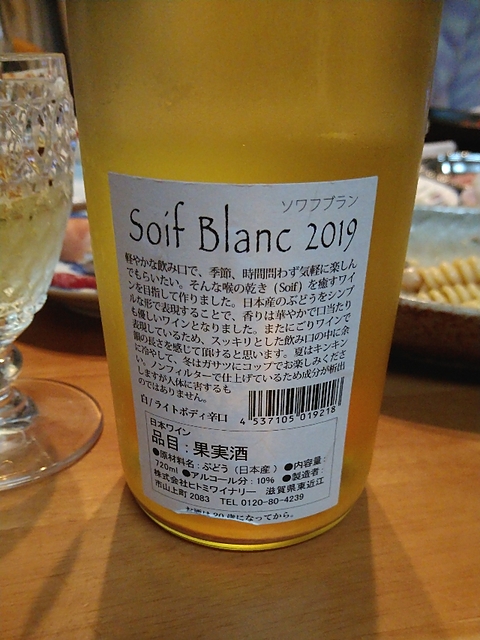 ソワフブラン
Soif Blanc 2019
軽やかな飲み口で、季節、時間問わず気軽に楽しん
でもらいたい。そんな喉の乾き (Soif) を癒すワイ
ンを目指して作りました。日本産のぶどうをシンプ
ルな形で表現することで、香りは華やかで口当たり
も優しいワインとなりました。またにごりワインで
表現しているため、スッキリとした飲み口の中に余
韻の長さを感じて頂けると思います。夏はキンキン
に冷やして、冬はガサツにコップでお楽しみくださ
い。ノンフィルターで仕上げているため成分が析出
しますが人体に害するも
のではありません。
白/ライトボディ辛口
4 537105 019218
日本ワイン
品目：果実酒
●原材料名：ぶどう（日本産）●内容量：
720ml ●アルコール分：10% ●製造者：
株式会社ヒトミワイナリー 滋賀県東近江
市山上町 2083 TEL 0120-80-4239
お酒は20歳になってから。